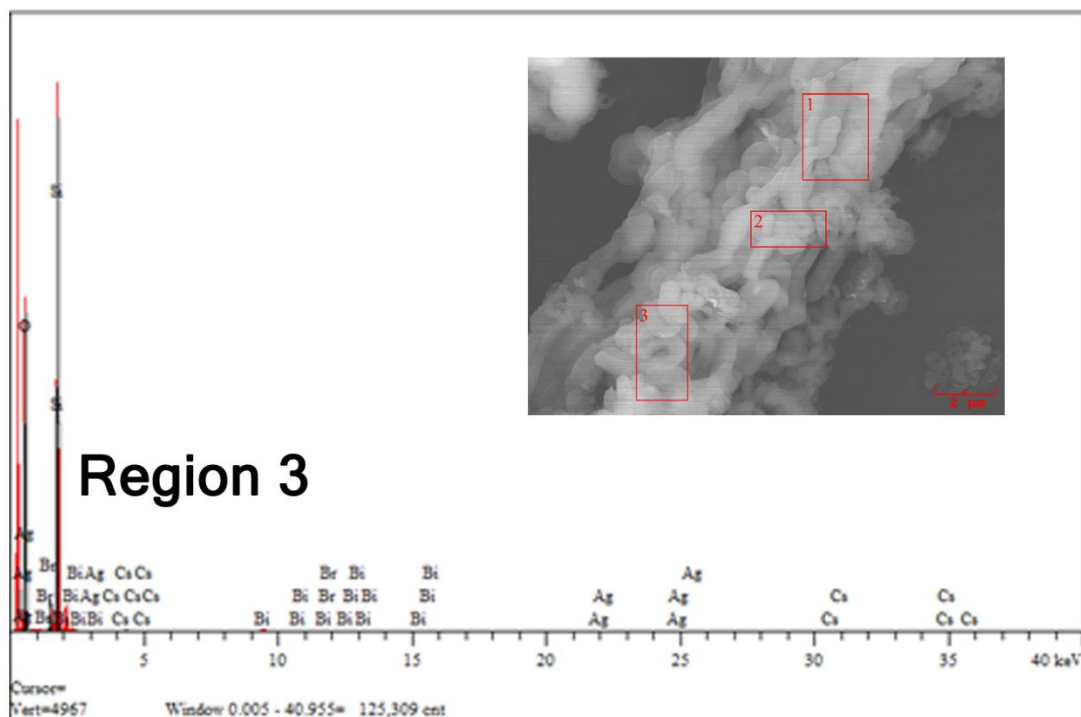 1
2
3
2 µm
Si
O
Si
Region 3
Ag
Br Bi Ag Cs Cs Br Bi Bi Ag
Ag
Br Bi Ag Cs Cs Cs Bi Br Bi Bi Bi Ag Ag Cs Cs
Bi Bi Cs Cs Bi Bi Bi Bi Bi Bi Ag Ag Cs Cs Cs
5 10 15 20 25 30 35 40 keV
Cursor=
Vert=4967 Window 0.005 - 40.955= 125,309 cnt